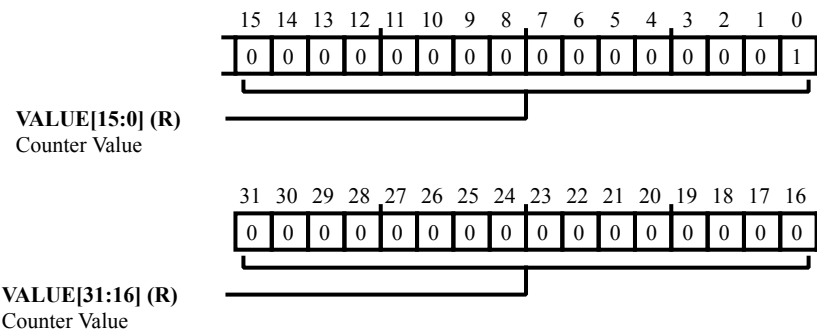 15 14 13 12 11 10 9 8 7 6 5 4 3 2 1 0
0 0 0 0 0 0 0 0 0 0 0 0 0 0 0 1
VALUE[15:0] (R)
Counter Value
31 30 29 28 27 26 25 24 23 22 21 20 19 18 17 16
0 0 0 0 0 0 0 0 0 0 0 0 0 0 0 0
VALUE[31:16] (R)
Counter Value